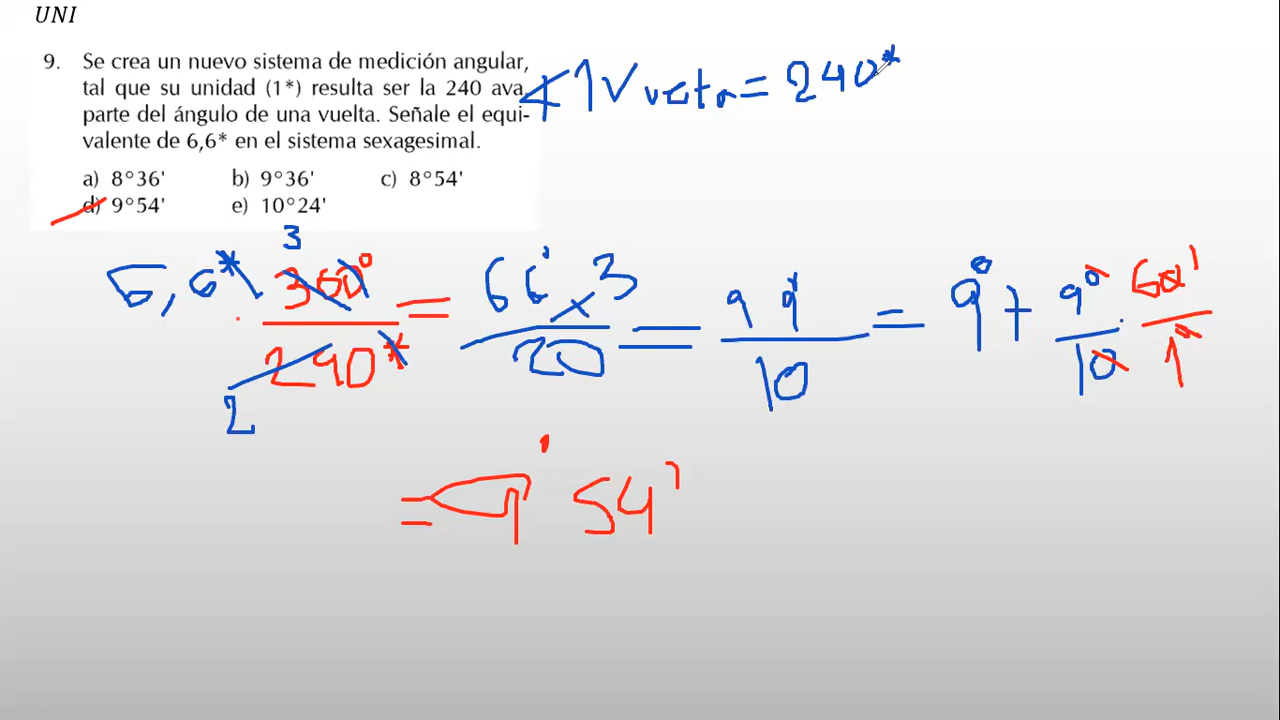 UNI
9. Se crea un nuevo sistema de medición angular,
tal que su unidad (1*) resulta ser la 240 ava
parte del ángulo de una vuelta. Señale el equi-
valente de 6,6* en el sistema sexagesimal.
a) 8°36' b) 9°36' c) 8°54'
d) 9°54' e) 10°24'
∢ 1V vuelta = 240*
6,6* · 360°/240* = 66° x 3/20 = 99°/10 = 9° + 9°/10 · 60'/1°
3
2
= 9° 54'